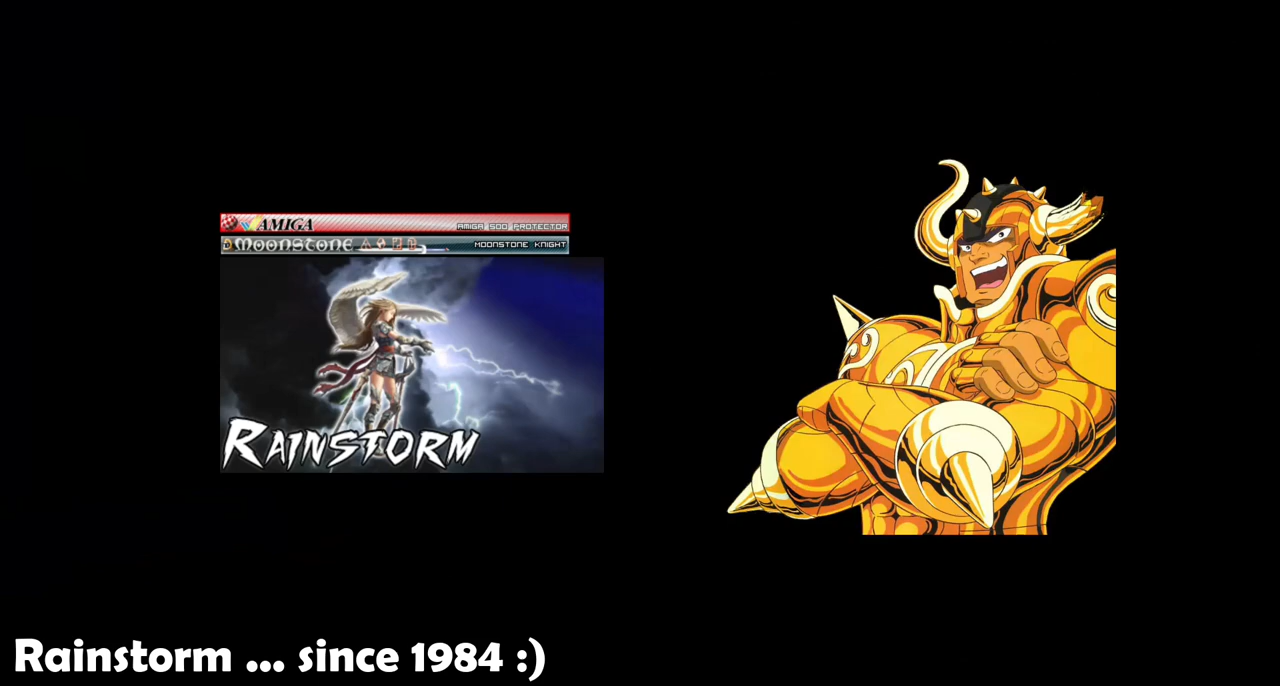 AMIGA AMIGA 500 PROTECTOR
MOONSTONE MOONSTONE KNIGHT
RAINSTORM
Rainstorm ... since 1984 :)